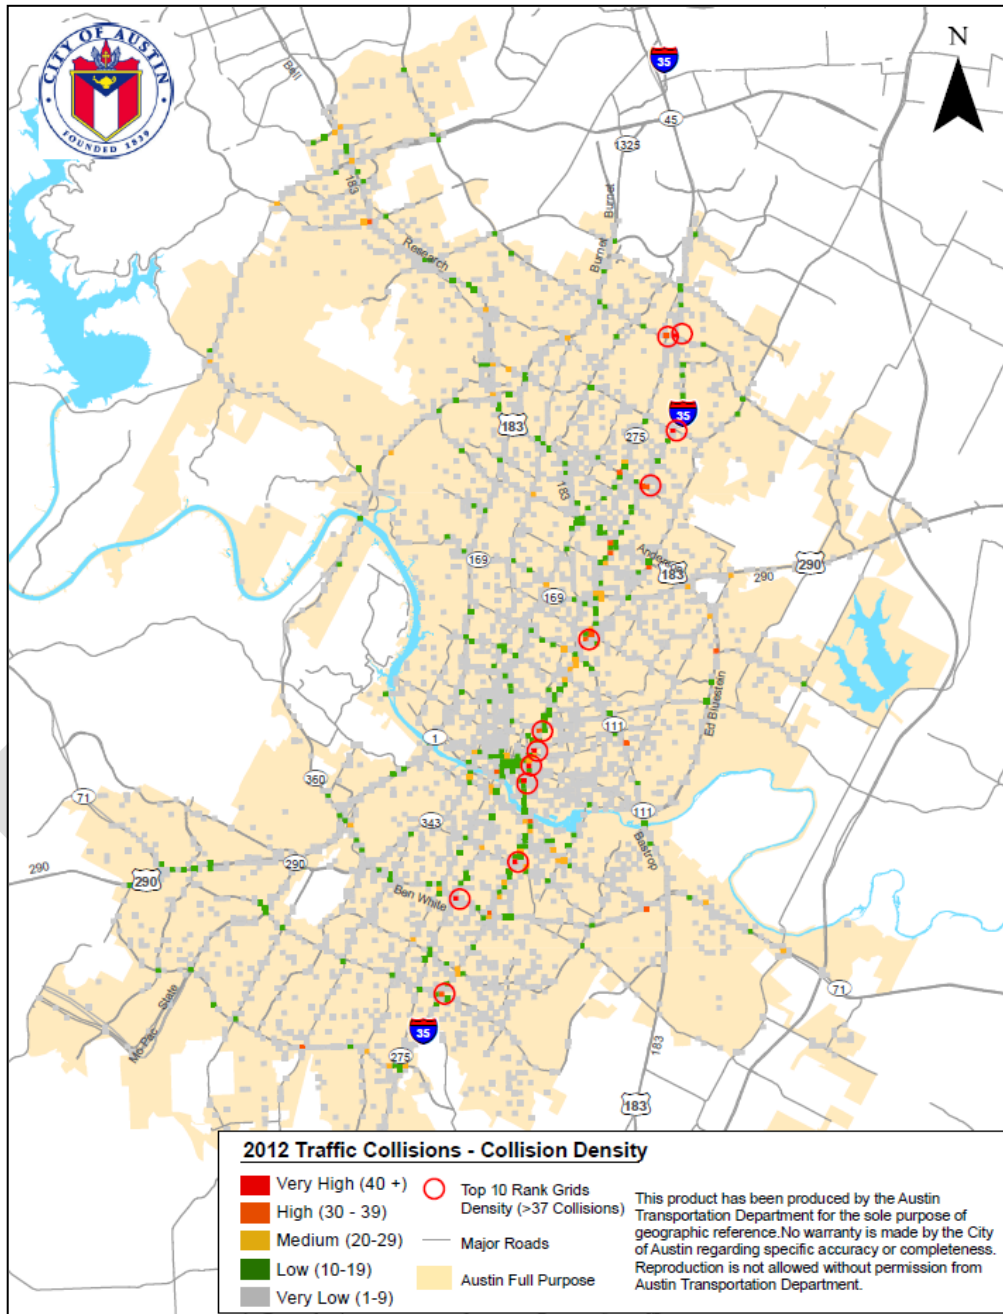 CITY OF AUSTIN
FOUNDED 1839
N
Bell
35
45
1325
183
Burnet
Burnet
Research
35
183
275
183
Anderson
169
183
290
290
169
Ed Bluestein
111
1
360
71
343
111
Bastrop
290
290
290
Ben White
71
State
Mo Pac
35
275
183
183
2012 Traffic Collisions - Collision Density
Very High (40 +)
High (30 - 39)
Medium (20-29)
Low (10-19)
Very Low (1-9)
Top 10 Rank Grids
Density (>37 Collisions)
Major Roads
Austin Full Purpose
This product has been produced by the Austin
Transportation Department for the sole purpose of
geographic reference.No warranty is made by the City
of Austin regarding specific accuracy or completeness.
Reproduction is not allowed without permission from
Austin Transportation Department.